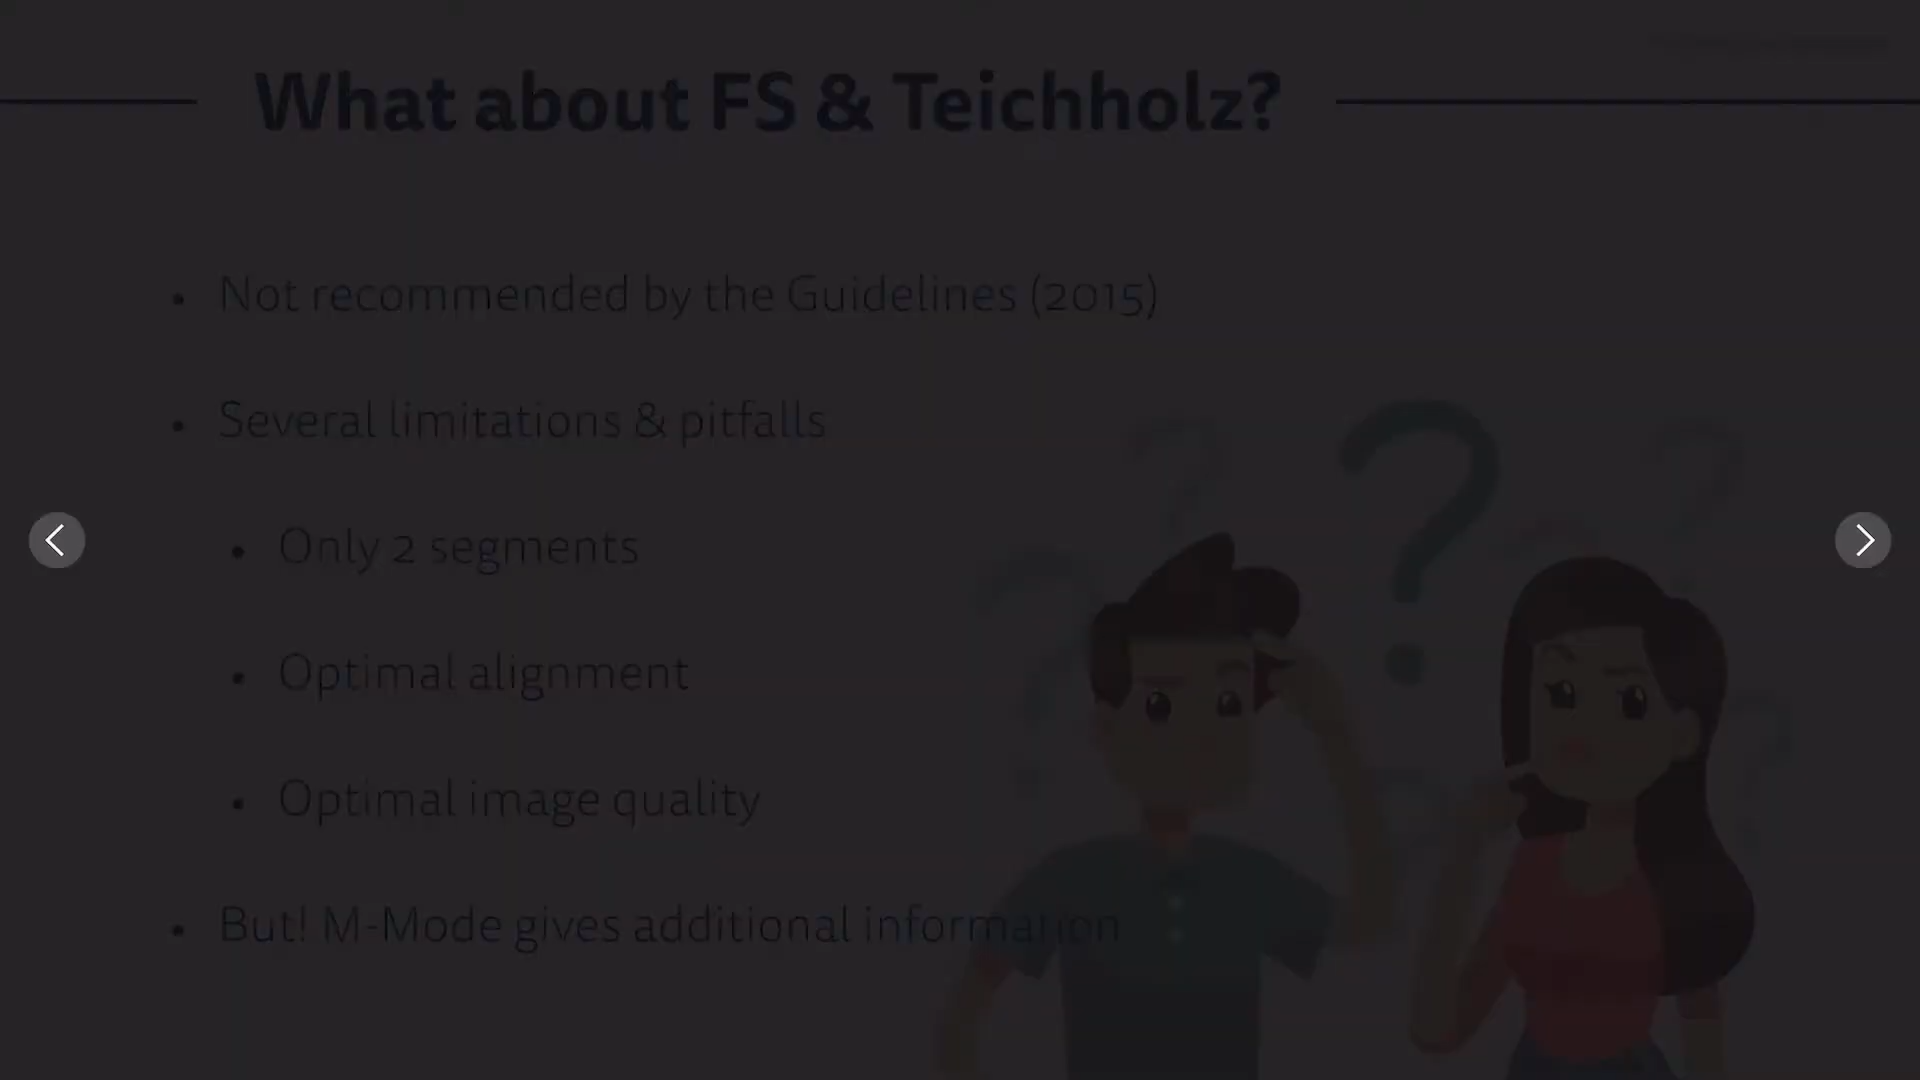 What about FS & Teichholz?
• Not recommended by the Guidelines (2015)
• Several limitations & pitfalls
• Only 2 segments
• Optimal alignment
• Optimal image quality
• But! M-Mode gives additional information